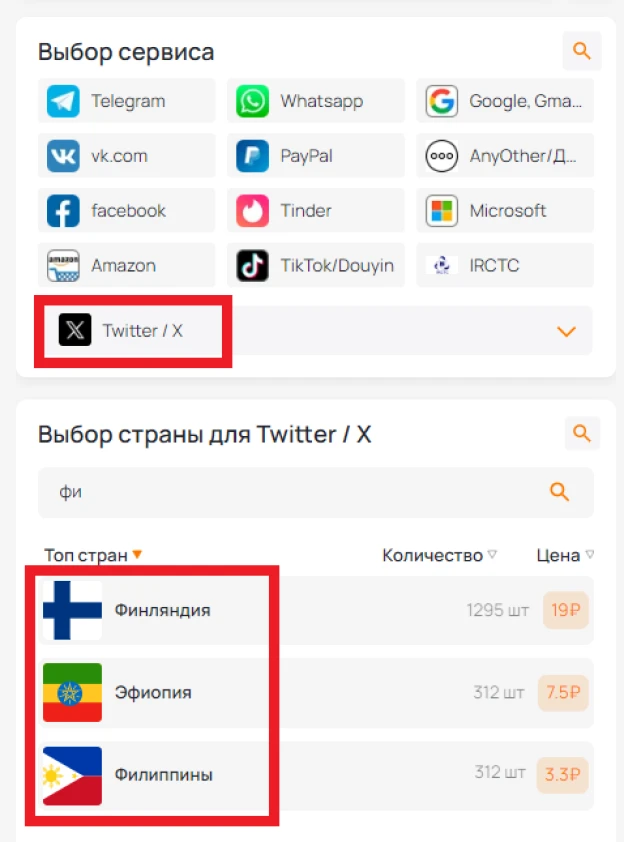 Выбор сервиса
Telegram Whatsapp Google, Gma...
vk.com PayPal AnyOther/Д...
facebook Tinder Microsoft
amazon Amazon TikTok/Douyin IRCTC
Twitter / X
Выбор страны для Twitter / X
фи
Топ стран Количество Цена
Финляндия 1295 шт 19₽
Эфиопия 312 шт 7.5₽
Филиппины 312 шт 3.3₽